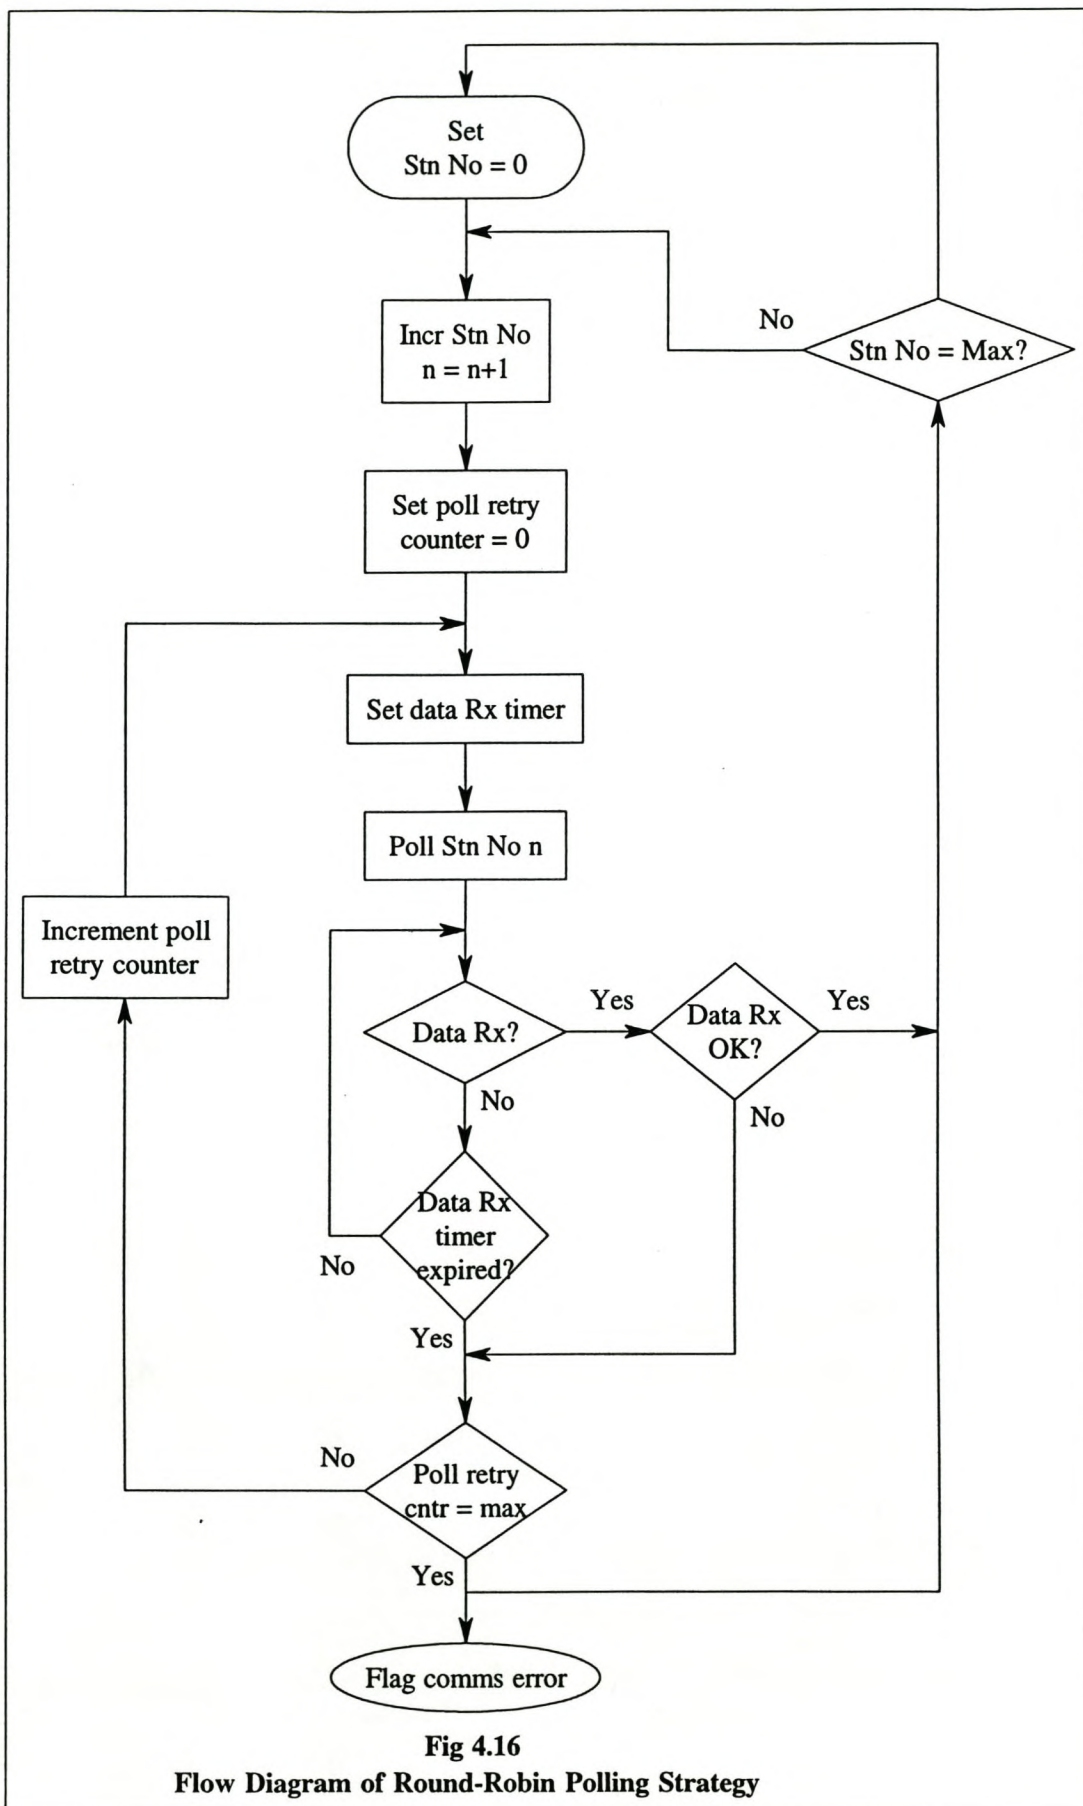 Set
Stn No = 0
Incr Stn No
n = n+1
No
Stn No = Max?
Set poll retry
counter = 0
Set data Rx timer
Poll Stn No n
Increment poll
retry counter
Data Rx?
Yes
Data Rx
OK?
Yes
No
No
Data Rx
timer
expired?
No
Yes
No
Poll retry
cntr = max
Yes
Flag comms error
Fig 4.16
Flow Diagram of Round-Robin Polling Strategy